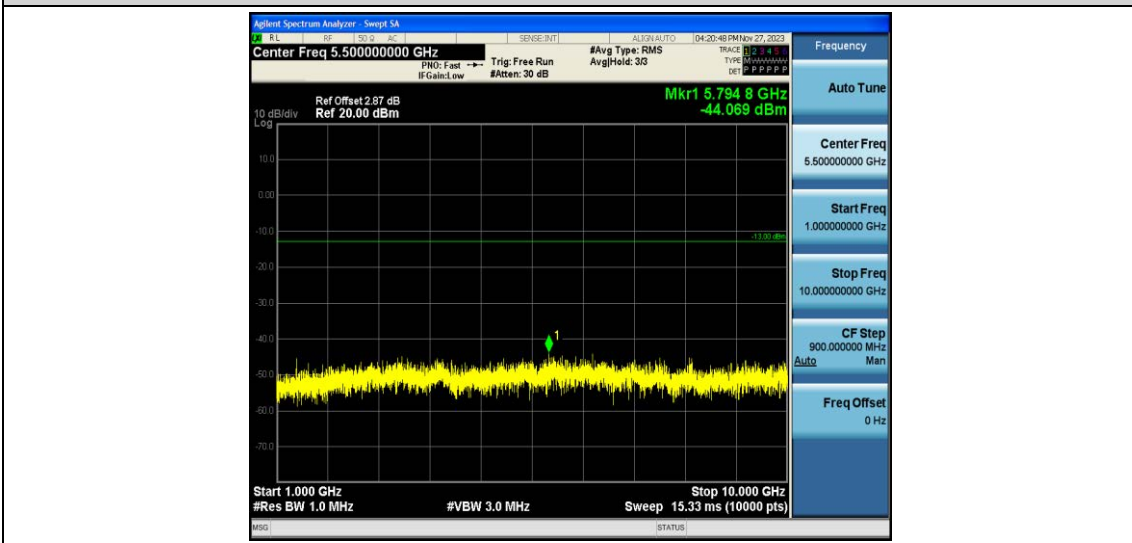 Agilent Spectrum Analyzer - Swept SA
RL RF 50 Ω AC SENSE:INT ALIGN AUTO 04:20:48 PM Nov 27, 2023
Center Freq 5.500000000 GHz
PNO: Fast
IFGain:Low
Trig: Free Run
#Atten: 30 dB
#Avg Type: RMS
Avg|Hold: 3/3
TRACE 1 2 3 4 5 6
TYPE M WWWWW
DET P P P P P P
Mkr1 5.794 8 GHz
-44.069 dBm
Ref Offset 2.87 dB
10 dB/div Ref 20.00 dBm
Log
10.0
0.00
-10.0
-13.00 dBm
-20.0
-30.0
-40.0
1
-50.0
-60.0
-70.0
Start 1.000 GHz Stop 10.000 GHz
#Res BW 1.0 MHz #VBW 3.0 MHz Sweep 15.33 ms (10000 pts)
MSG STATUS
Frequency
Auto Tune
Center Freq
5.500000000 GHz
Start Freq
1.000000000 GHz
Stop Freq
10.000000000 GHz
CF Step
900.000000 MHz
Auto Man
Freq Offset
0 Hz